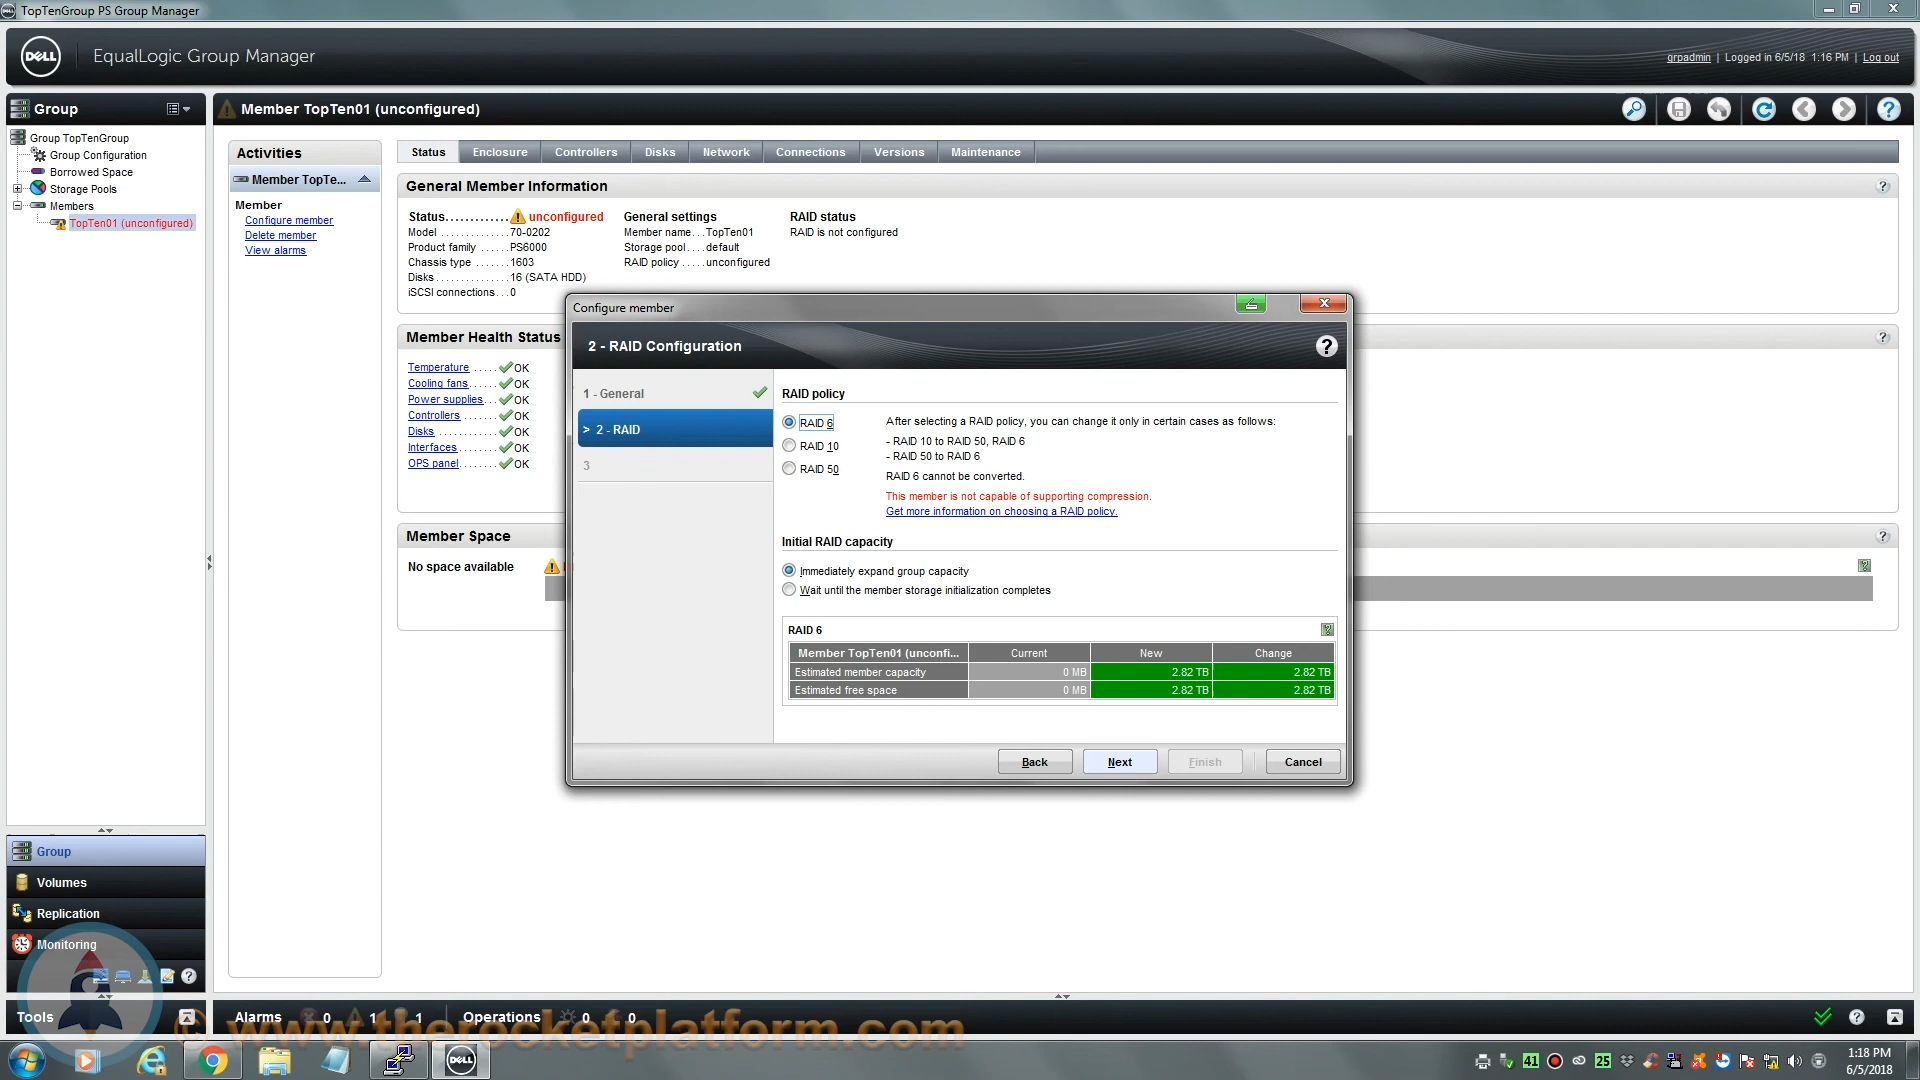 TopTenGroup PS Group Manager
DELL
EqualLogic Group Manager
grpadmin | Logged in 6/5/18 1:16 PM | Log out
Group
Member TopTen01 (unconfigured)
Group TopTenGroup
Group Configuration
Borrowed Space
Storage Pools
Members
TopTen01 (unconfigured)
Activities
Member TopTe...
Member
Configure member
Delete member
View alarms
Status
Enclosure
Controllers
Disks
Network
Connections
Versions
Maintenance
General Member Information
Status............ unconfigured
Model .............70-0202
Product family ......PS6000
Chassis type .......1603
Disks..............16 (SATA HDD)
iSCSI connections...0
General settings
Member name...TopTen01
Storage pool....default
RAID policy .....unconfigured
RAID status
RAID is not configured
Member Health Status
Temperature ..... OK
Cooling fans...... OK
Power supplies... OK
Controllers ....... OK
Disks ............ OK
Interfaces........ OK
OPS panel........ OK
Member Space
No space available
Configure member
2 - RAID Configuration
1 - General
> 2 - RAID
3
RAID policy
RAID 6
RAID 10
RAID 50
After selecting a RAID policy, you can change it only in certain cases as follows:
- RAID 10 to RAID 50, RAID 6
- RAID 50 to RAID 6
RAID 6 cannot be converted.
This member is not capable of supporting compression.
Get more information on choosing a RAID policy.
Initial RAID capacity
Immediately expand group capacity
Wait until the member storage initialization completes
RAID 6
Member TopTen01 (unconfi... Current New Change
Estimated member capacity 0 MB 2.82 TB 2.82 TB
Estimated free space 0 MB 2.82 TB 2.82 TB
Back
Next
Finish
Cancel
Group
Volumes
Replication
Monitoring
Tools
Alarms 0 1 1 Operations 0 0
© www.therocketplatform.com
DELL
41
25
1:18 PM
6/5/2018